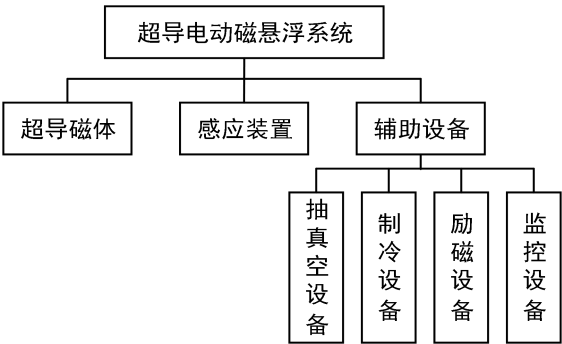 超导电动磁悬浮系统
超导磁体
感应装置
辅助设备
抽真空设备
制冷设备
励磁设备
监控设备